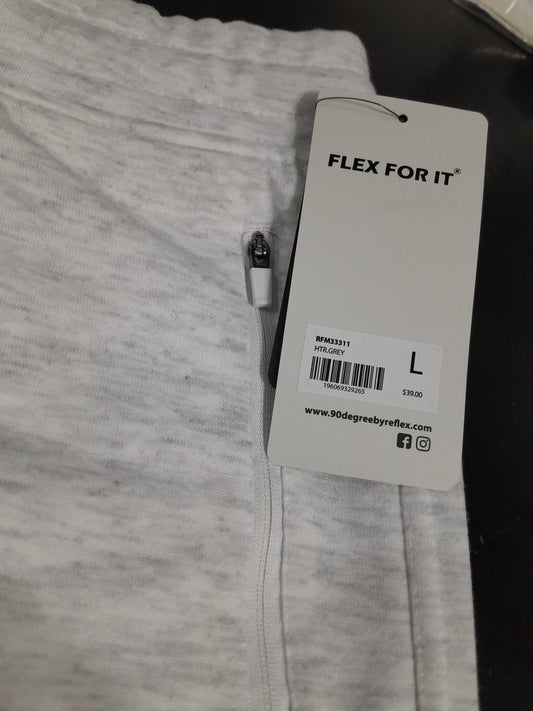 FLEX FOR IT®
RFM33311
HTR.GREY
L
196069329265
$39.00
www.90degreebyreflex.com